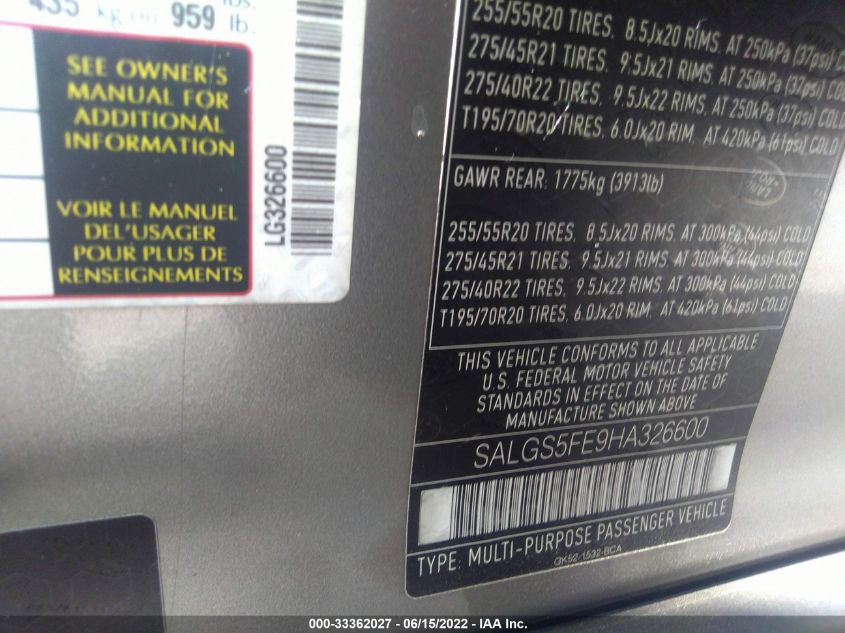 435 kg ou 959 lb.
SEE OWNER'S
MANUAL FOR
ADDITIONAL
INFORMATION
VOIR LE MANUEL
DEL'USAGER
POUR PLUS DE
RENSEIGNEMENTS
LG326600
255/55R20 TIRES, 8.5Jx20 RIMS, AT 250kPa (37psi) COLD
275/45R21 TIRES, 9.5Jx21 RIMS, AT 250kPa (37psi) COLD
275/40R22 TIRES, 9.5Jx22 RIMS, AT 250kPa (37psi) COLD
T195/70R20 TIRES, 6.0Jx20 RIM, AT 420kPa (61psi) COLD
GAWR REAR: 1775kg (3913lb)
255/55R20 TIRES, 8.5Jx20 RIMS, AT 300kPa (44psi) COLD
275/45R21 TIRES, 9.5Jx21 RIMS, AT 300kPa (44psi) COLD
275/40R22 TIRES, 9.5Jx22 RIMS, AT 300kPa (44psi) COLD
T195/70R20 TIRES, 6.0Jx20 RIM, AT 420kPa (61psi) COLD
THIS VEHICLE CONFORMS TO ALL APPLICABLE
U.S. FEDERAL MOTOR VEHICLE SAFETY
STANDARDS IN EFFECT ON THE DATE OF
MANUFACTURE SHOWN ABOVE
SALGS5FE9HA326600
TYPE: MULTI-PURPOSE PASSENGER VEHICLE
GK52-1532-BCA
000-33362027 - 06/15/2022 - IAA Inc.